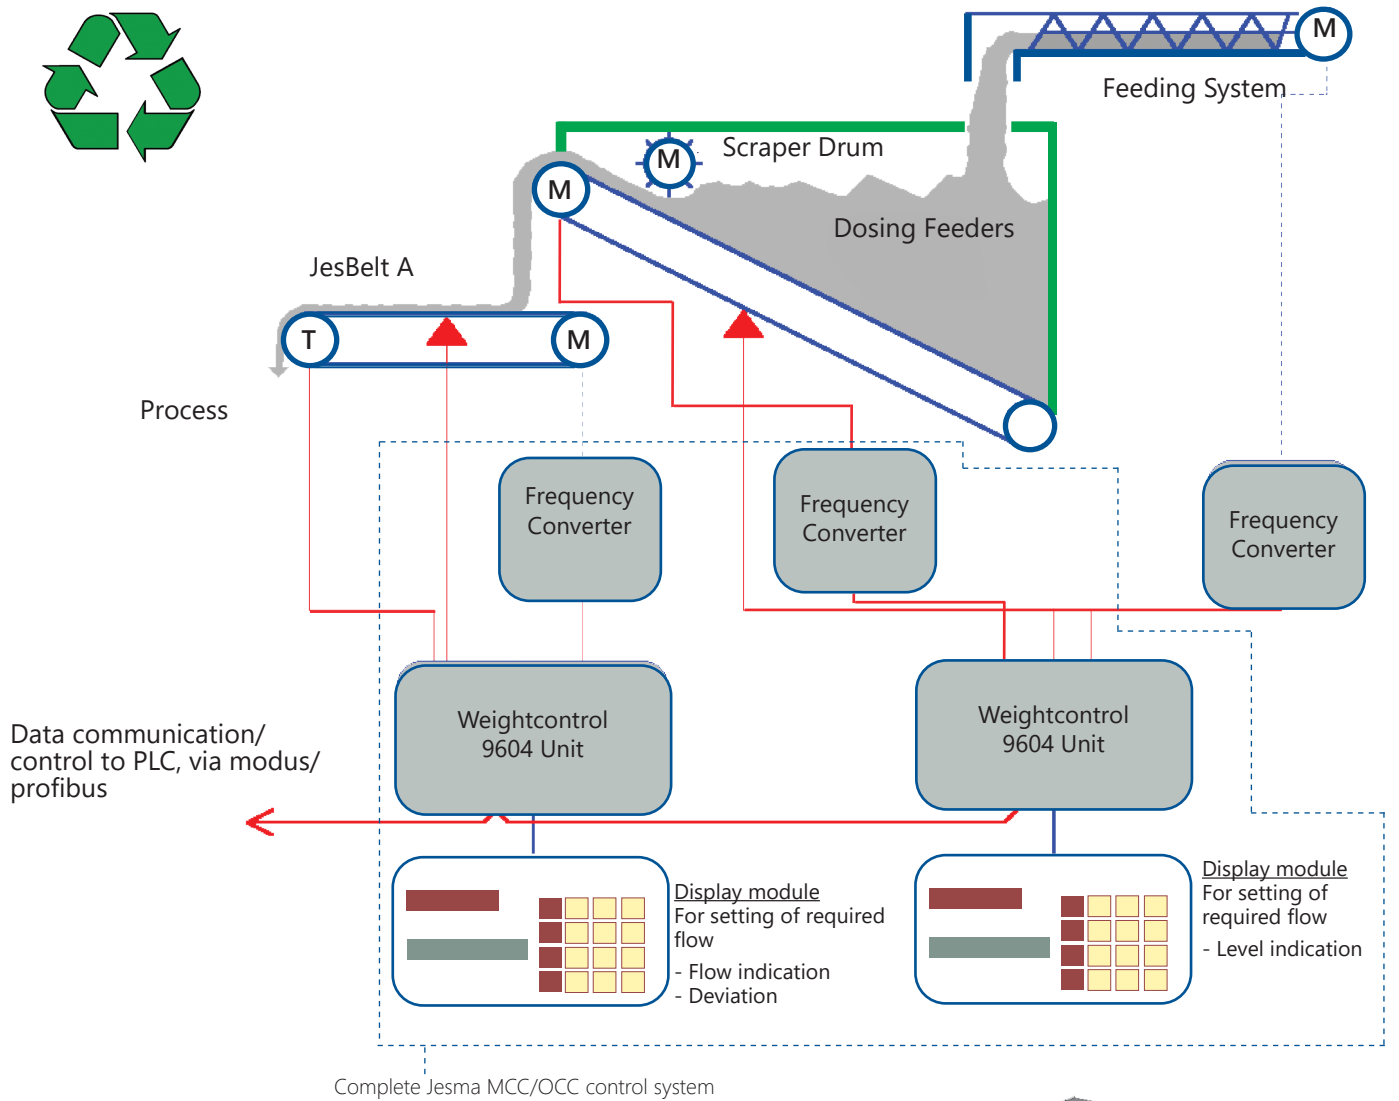 M
Feeding System
Scraper Drum
M
M
Dosing Feeders
JesBelt A
T
M
Process
Frequency
Converter
Frequency
Converter
Frequency
Converter
Weightcontrol
9604 Unit
Weightcontrol
9604 Unit
Data communication/
control to PLC, via modus/
profibus
Display module
For setting of required
flow
- Flow indication
- Deviation
Display module
For setting of
required flow
- Level indication
Complete Jesma MCC/OCC control system